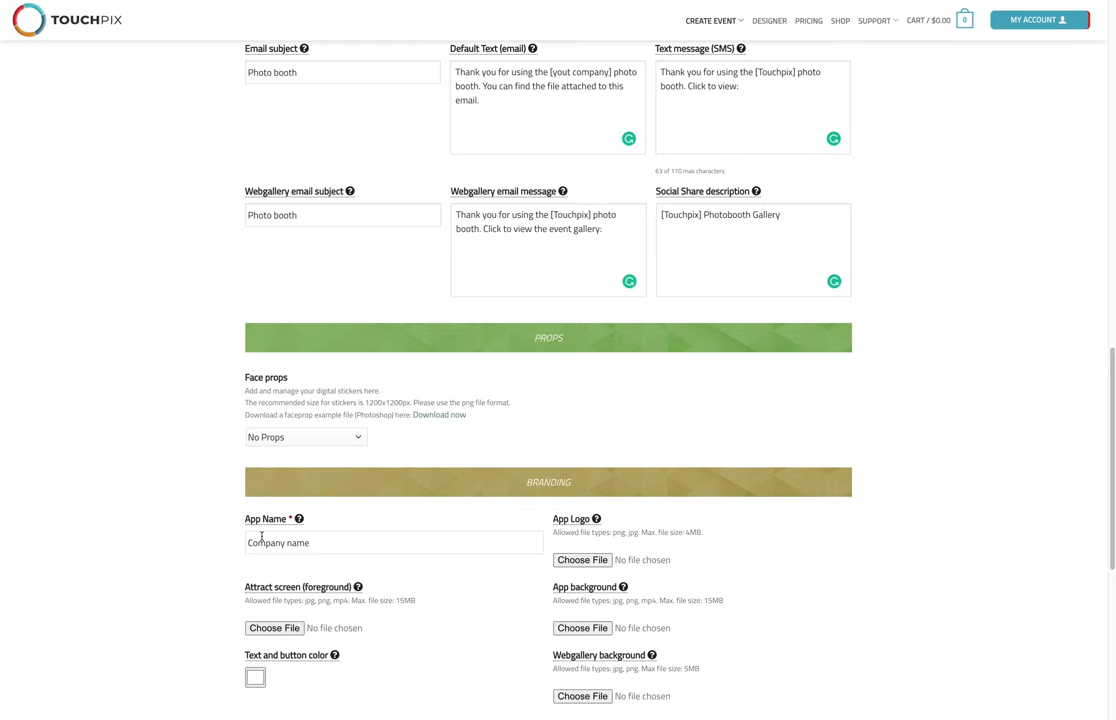 TOUCHPIX
CREATE EVENT
DESIGNER
PRICING
SHOP
SUPPORT
CART / $0.00
0
MY ACCOUNT
Email subject
Default Text (email)
Text message (SMS)
Photo booth
Thank you for using the [yout company] photo
booth. You can find the file attached to this
email.
Thank you for using the [Touchpix] photo
booth. Click to view:
63 of 110 max characters
Webgallery email subject
Webgallery email message
Social Share description
Photo booth
Thank you for using the [Touchpix] photo
booth. Click to view the event gallery:
[Touchpix] Photobooth Gallery
PROPS
Face props
Add and manage your digital stickers here.
The recommended size for stickers is 1200x1200px. Please use the png file format.
Download a faceprop example file (Photoshop) here: Download now
No Props
BRANDING
App Name *
Company name
App Logo
Allowed file types: png, jpg. Max. file size: 4MB.
Choose File No file chosen
Attract screen (foreground)
Allowed file types: jpg, png, mp4. Max. file size: 15MB
Choose File No file chosen
App background
Allowed file types: jpg, png, mp4. Max. file size: 15MB
Choose File No file chosen
Text and button color
Webgallery background
Allowed file types: jpg, png. Max file size: 5MB
Choose File No file chosen